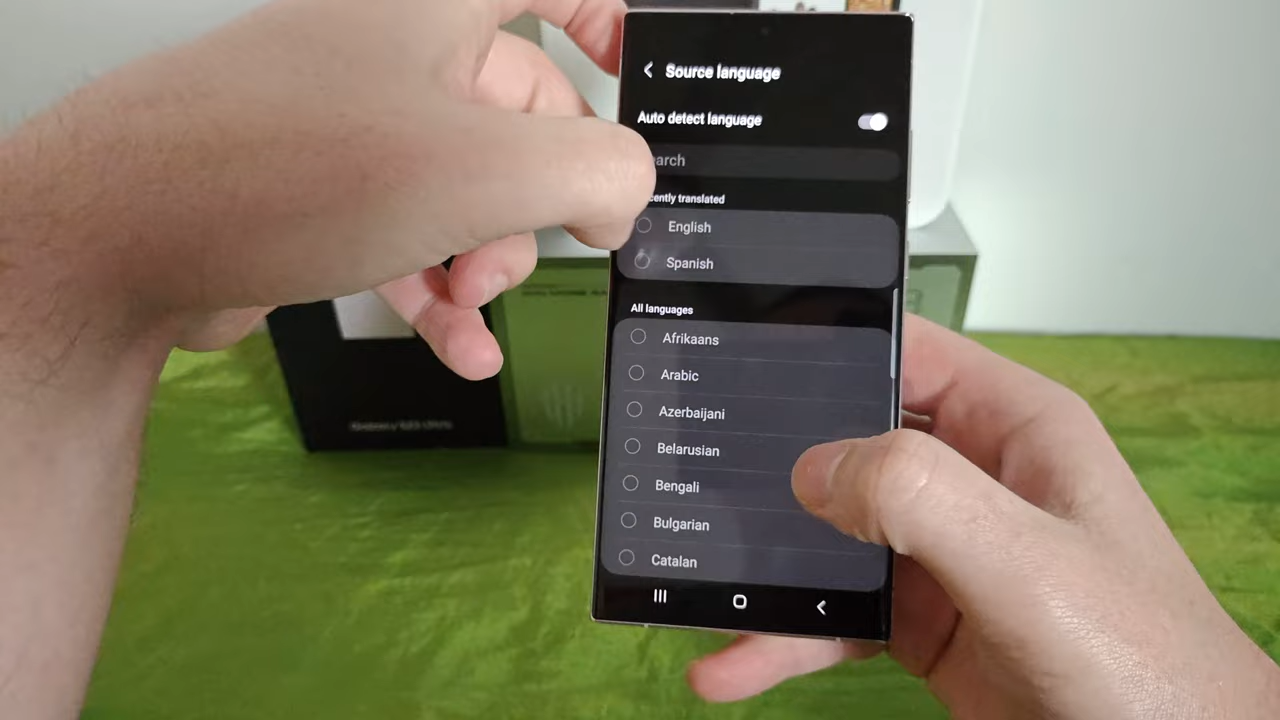 Source language
Auto detect language
arch
cently translated
English
Spanish
All languages
Afrikaans
Arabic
Azerbaijani
Belarusian
Bengali
Bulgarian
Catalan